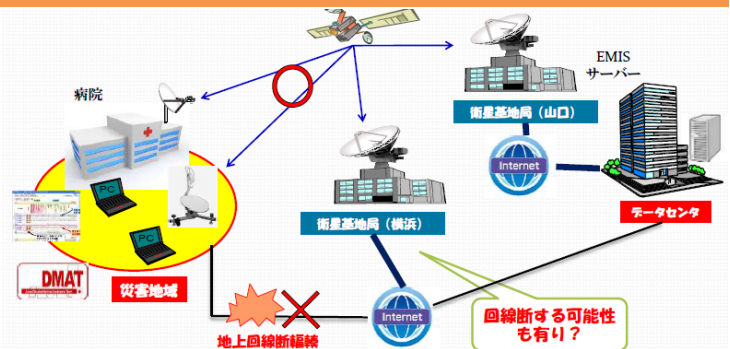 病院
EMIS
サーバー
衛星基地局（山口）
Internet
データセンタ
衛星基地局（横浜）
PC
PC
DMAT
災害地域
地上回線断輻輳
Internet
回線断する可能性
も有り？